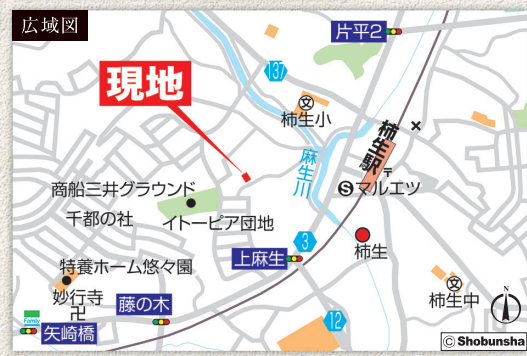 広域図
片平2
137
現地
柿生小
柿生駅
麻生川
マルエツ
商船三井グラウンド
千都の社
イトーピア団地
3
上麻生
柿生
特養ホーム悠々園
妙行寺
藤の木
柿生中
FamilyMart
矢崎橋
12
N
© Shobunsha